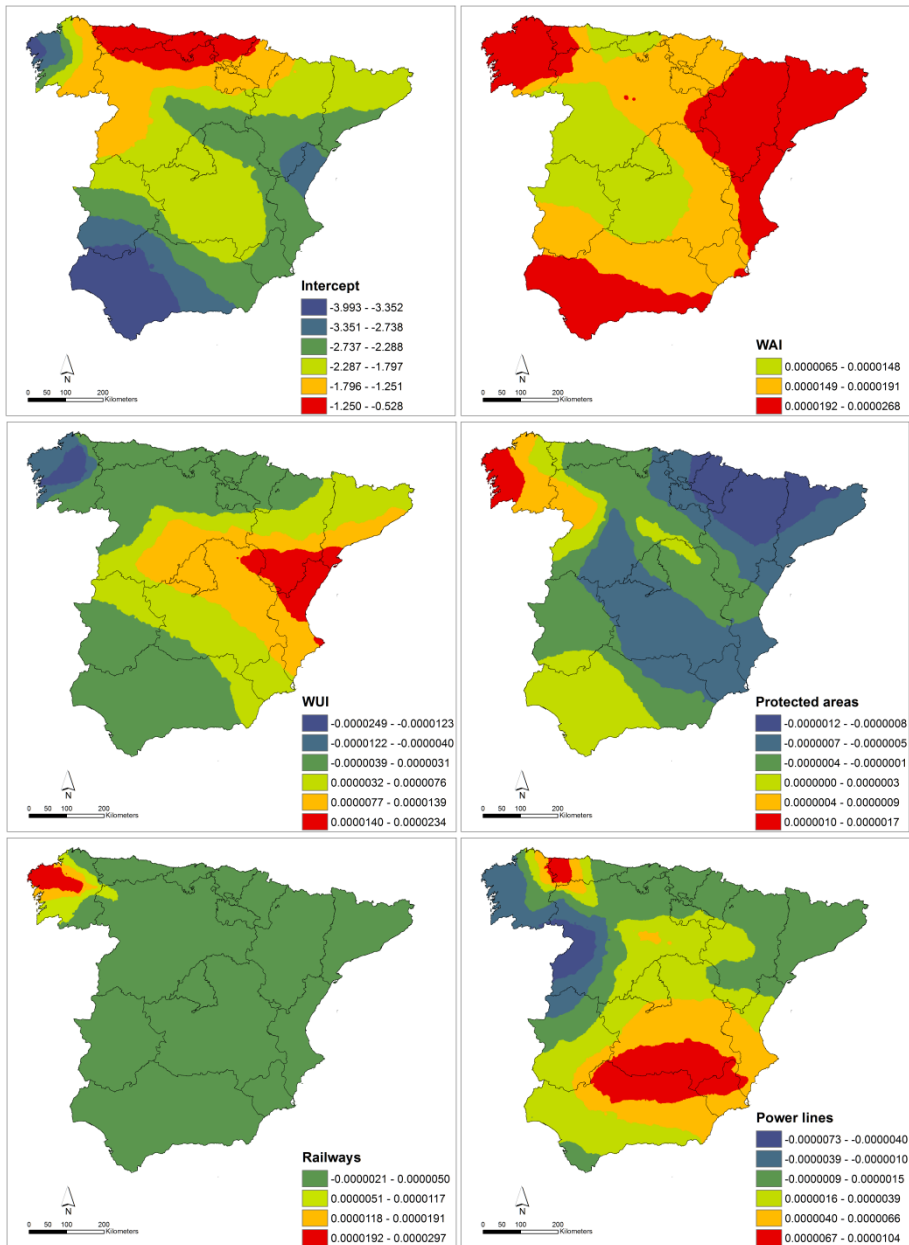 Intercept
-3.993 - -3.352
-3.351 - -2.738
-2.737 - -2.288
-2.287 - -1.797
-1.796 - -1.251
-1.250 - -0.528
N
0 50 100 200
Kilometers
WAI
0.0000065 - 0.0000148
0.0000149 - 0.0000191
0.0000192 - 0.0000268
N
0 50 100 200
Kilometers
WUI
-0.0000249 - -0.0000123
-0.0000122 - -0.0000040
-0.0000039 - 0.0000031
0.0000032 - 0.0000076
0.0000077 - 0.0000139
0.0000140 - 0.0000234
N
0 50 100 200
Kilometers
Protected areas
-0.0000012 - -0.0000008
-0.0000007 - -0.0000005
-0.0000004 - -0.0000001
0.0000000 - 0.0000003
0.0000004 - 0.0000009
0.0000010 - 0.0000017
N
0 50 100 200
Kilometers
Railways
-0.0000021 - 0.0000050
0.0000051 - 0.0000117
0.0000118 - 0.0000191
0.0000192 - 0.0000297
N
0 50 100 200
Kilometers
Power lines
-0.0000073 - -0.0000040
-0.0000039 - -0.0000010
-0.0000009 - 0.0000015
0.0000016 - 0.0000039
0.0000040 - 0.0000066
0.0000067 - 0.0000104
N
0 50 100 200
Kilometers